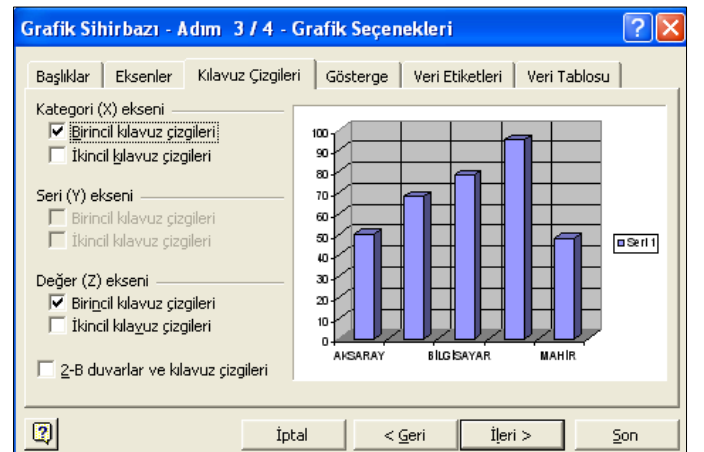 Grafik Sihirbazı - Adım 3 / 4 - Grafik Seçenekleri
Başlıklar Eksenler Kılavuz Çizgileri Gösterge Veri Etiketleri Veri Tablosu
Kategori (X) ekseni
Birincil kılavuz çizgileri
İkincil kılavuz çizgileri
Seri (Y) ekseni
Birincil kılavuz çizgileri
İkincil kılavuz çizgileri
Değer (Z) ekseni
Birincil kılavuz çizgileri
İkincil kılavuz çizgileri
2-B duvarlar ve kılavuz çizgileri
100
90
80
70
60
50
40
30
20
10
0
AKSARAY BİLGİSAYAR MAHİR
Seri 1
İptal < Geri İleri > Son